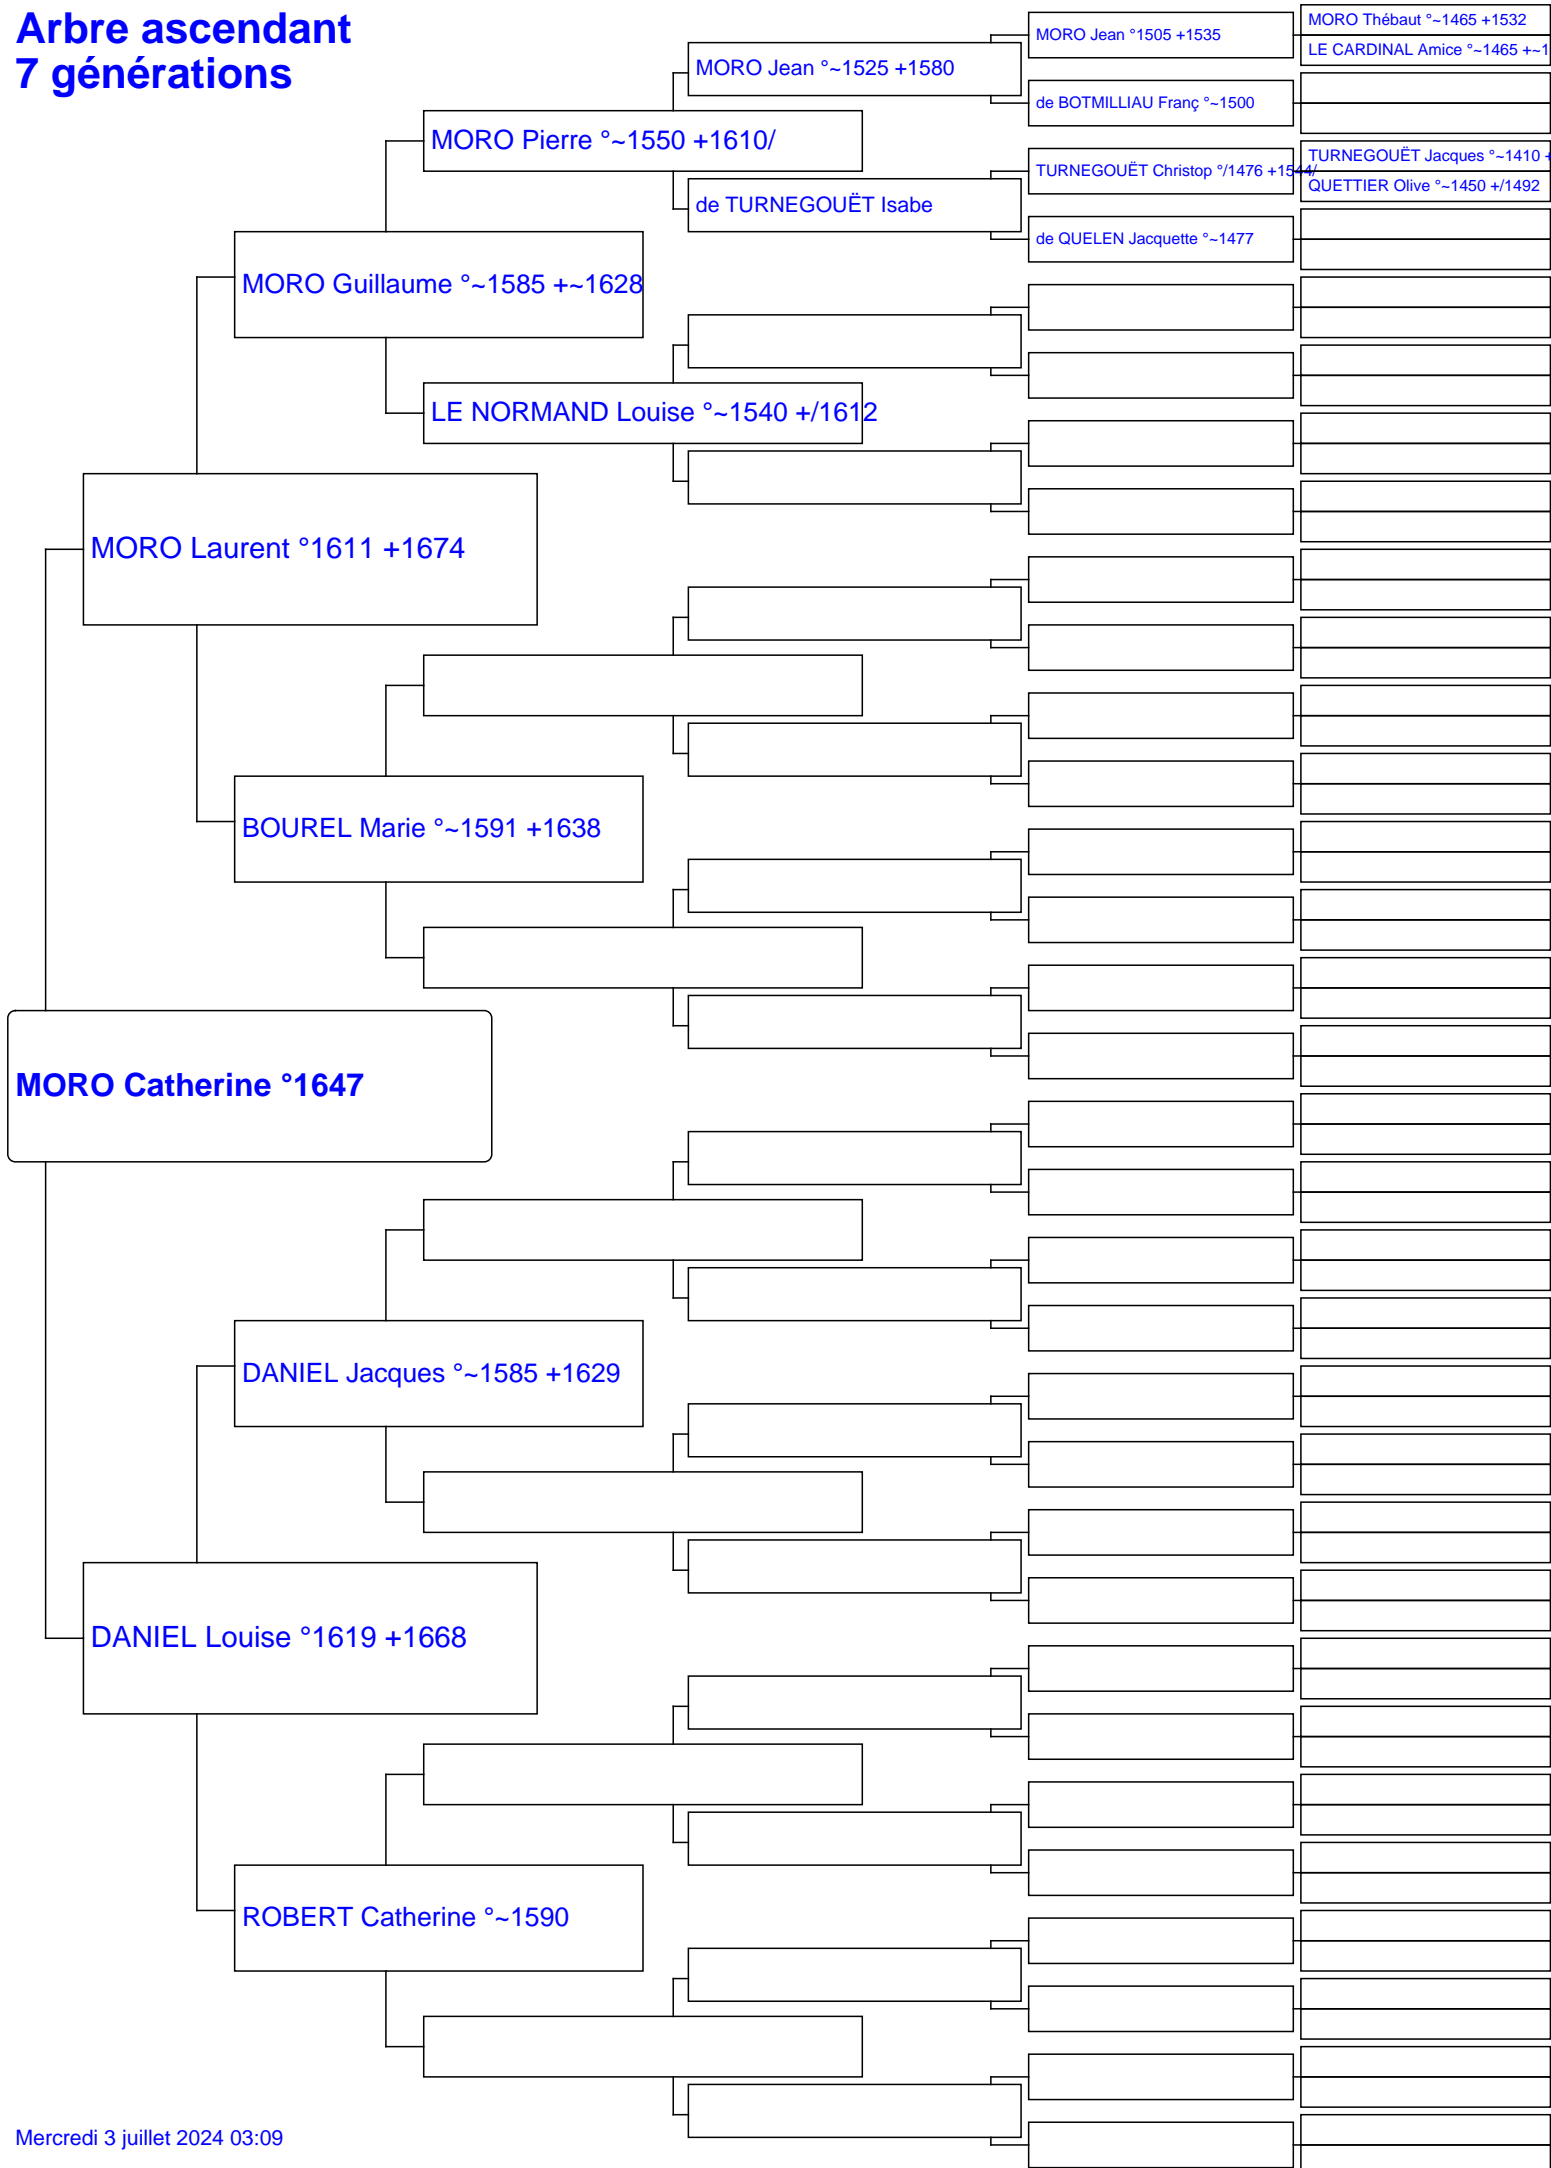 Arbre ascendant
7 générations
MORO Thébaut °~1465 +1532
MORO Jean °1505 +1535
LE CARDINAL Amice °~1465 +~1
MORO Jean °~1525 +1580
de BOTMILLIAU Franç °~1500
MORO Pierre °~1550 +1610/
TURNEGOUËT Jacques °~1410 +
TURNEGOUËT Christop °/1476 +1544/
QUETTIER Olive °~1450 +/1492
de TURNEGOUËT Isabe
de QUELEN Jacquette °~1477
MORO Guillaume °~1585 +~1628
LE NORMAND Louise °~1540 +/1612
MORO Laurent °1611 +1674
BOUREL Marie °~1591 +1638
MORO Catherine °1647
DANIEL Jacques °~1585 +1629
DANIEL Louise °1619 +1668
ROBERT Catherine °~1590
Mercredi 3 juillet 2024 03:09